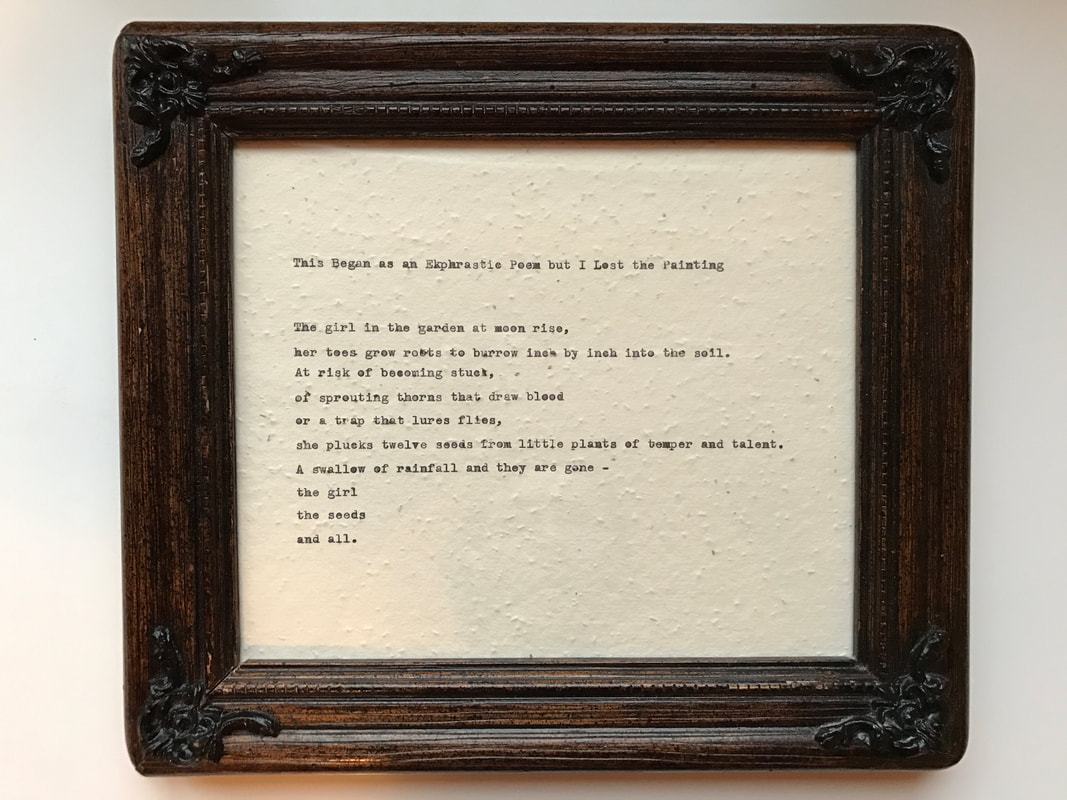 This Began as an Ekphrastic Poem but I Lost the Painting
The girl in the garden at moon rise,
her toes grow roots to burrow inch by inch into the soil.
At risk of becoming stuck,
of sprouting thorns that draw blood
or a trap that lures flies,
she plucks twelve seeds from little plants of temper and talent.
A swallow of rainfall and they are gone -
the girl
the seeds
and all.